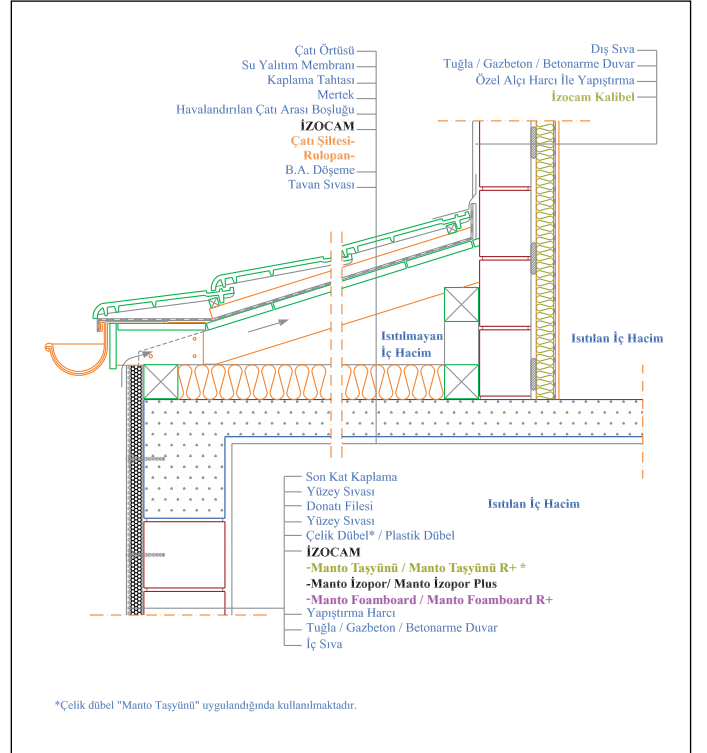 Çatı Örtüsü
Su Yalıtım Membranı
Kaplama Tahtası
Mertek
Havalandırılan Çatı Arası Boşluğu
İZOCAM
Çatı Şiltesi-
Rulopan-
B.A. Döşeme
Tavan Sıvası
Dış Sıva
Tuğla / Gazbeton / Betonarme Duvar
Özel Alçı Harcı İle Yapıştırma
İzocam Kalibel
Isıtılmayan
İç Hacim
Isıtılan İç Hacim
Isıtılan İç Hacim
Son Kat Kaplama
Yüzey Sıvası
Donatı Filesi
Yüzey Sıvası
Çelik Dübel* / Plastik Dübel
İZOCAM
-Manto Taşyünü / Manto Taşyünü R+ *
-Manto İzopor/ Manto İzopor Plus
-Manto Foamboard / Manto Foamboard R+
Yapıştırma Harcı
Tuğla / Gazbeton / Betonarme Duvar
İç Sıva
*Çelik dübel "Manto Taşyünü" uygulandığında kullanılmaktadır.